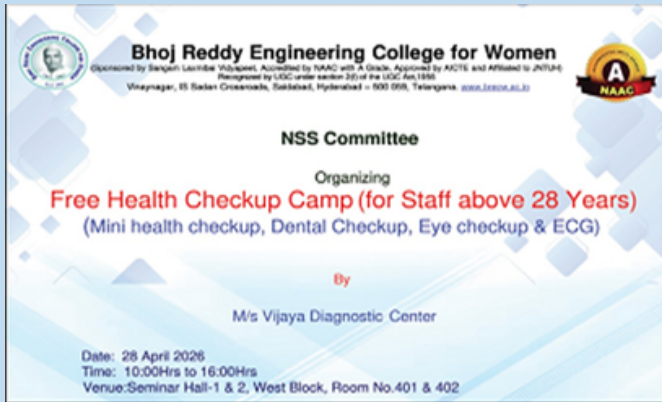 Bhoj Reddy Engineering College for Women
(Sponsored by Sangam Laxmibai Vidyapeet, Accredited by NAAC with A Grade, Approved by AICTE and Affiliated to JNTUH)
Recognized by UGC under section 2(f) of the UGC Act,1956
Vinaynagar, IS Sadan Crossroads, Saidabad, Hyderabad – 500 059, Telangana. www.brecw.ac.in
A
NAAC
NSS Committee
Organizing
Free Health Checkup Camp (for Staff above 28 Years)
(Mini health checkup, Dental Checkup, Eye checkup & ECG)
By
M/s Vijaya Diagnostic Center
Date: 28 April 2026
Time: 10:00Hrs to 16:00Hrs
Venue:Seminar Hall-1 & 2, West Block, Room No.401 & 402